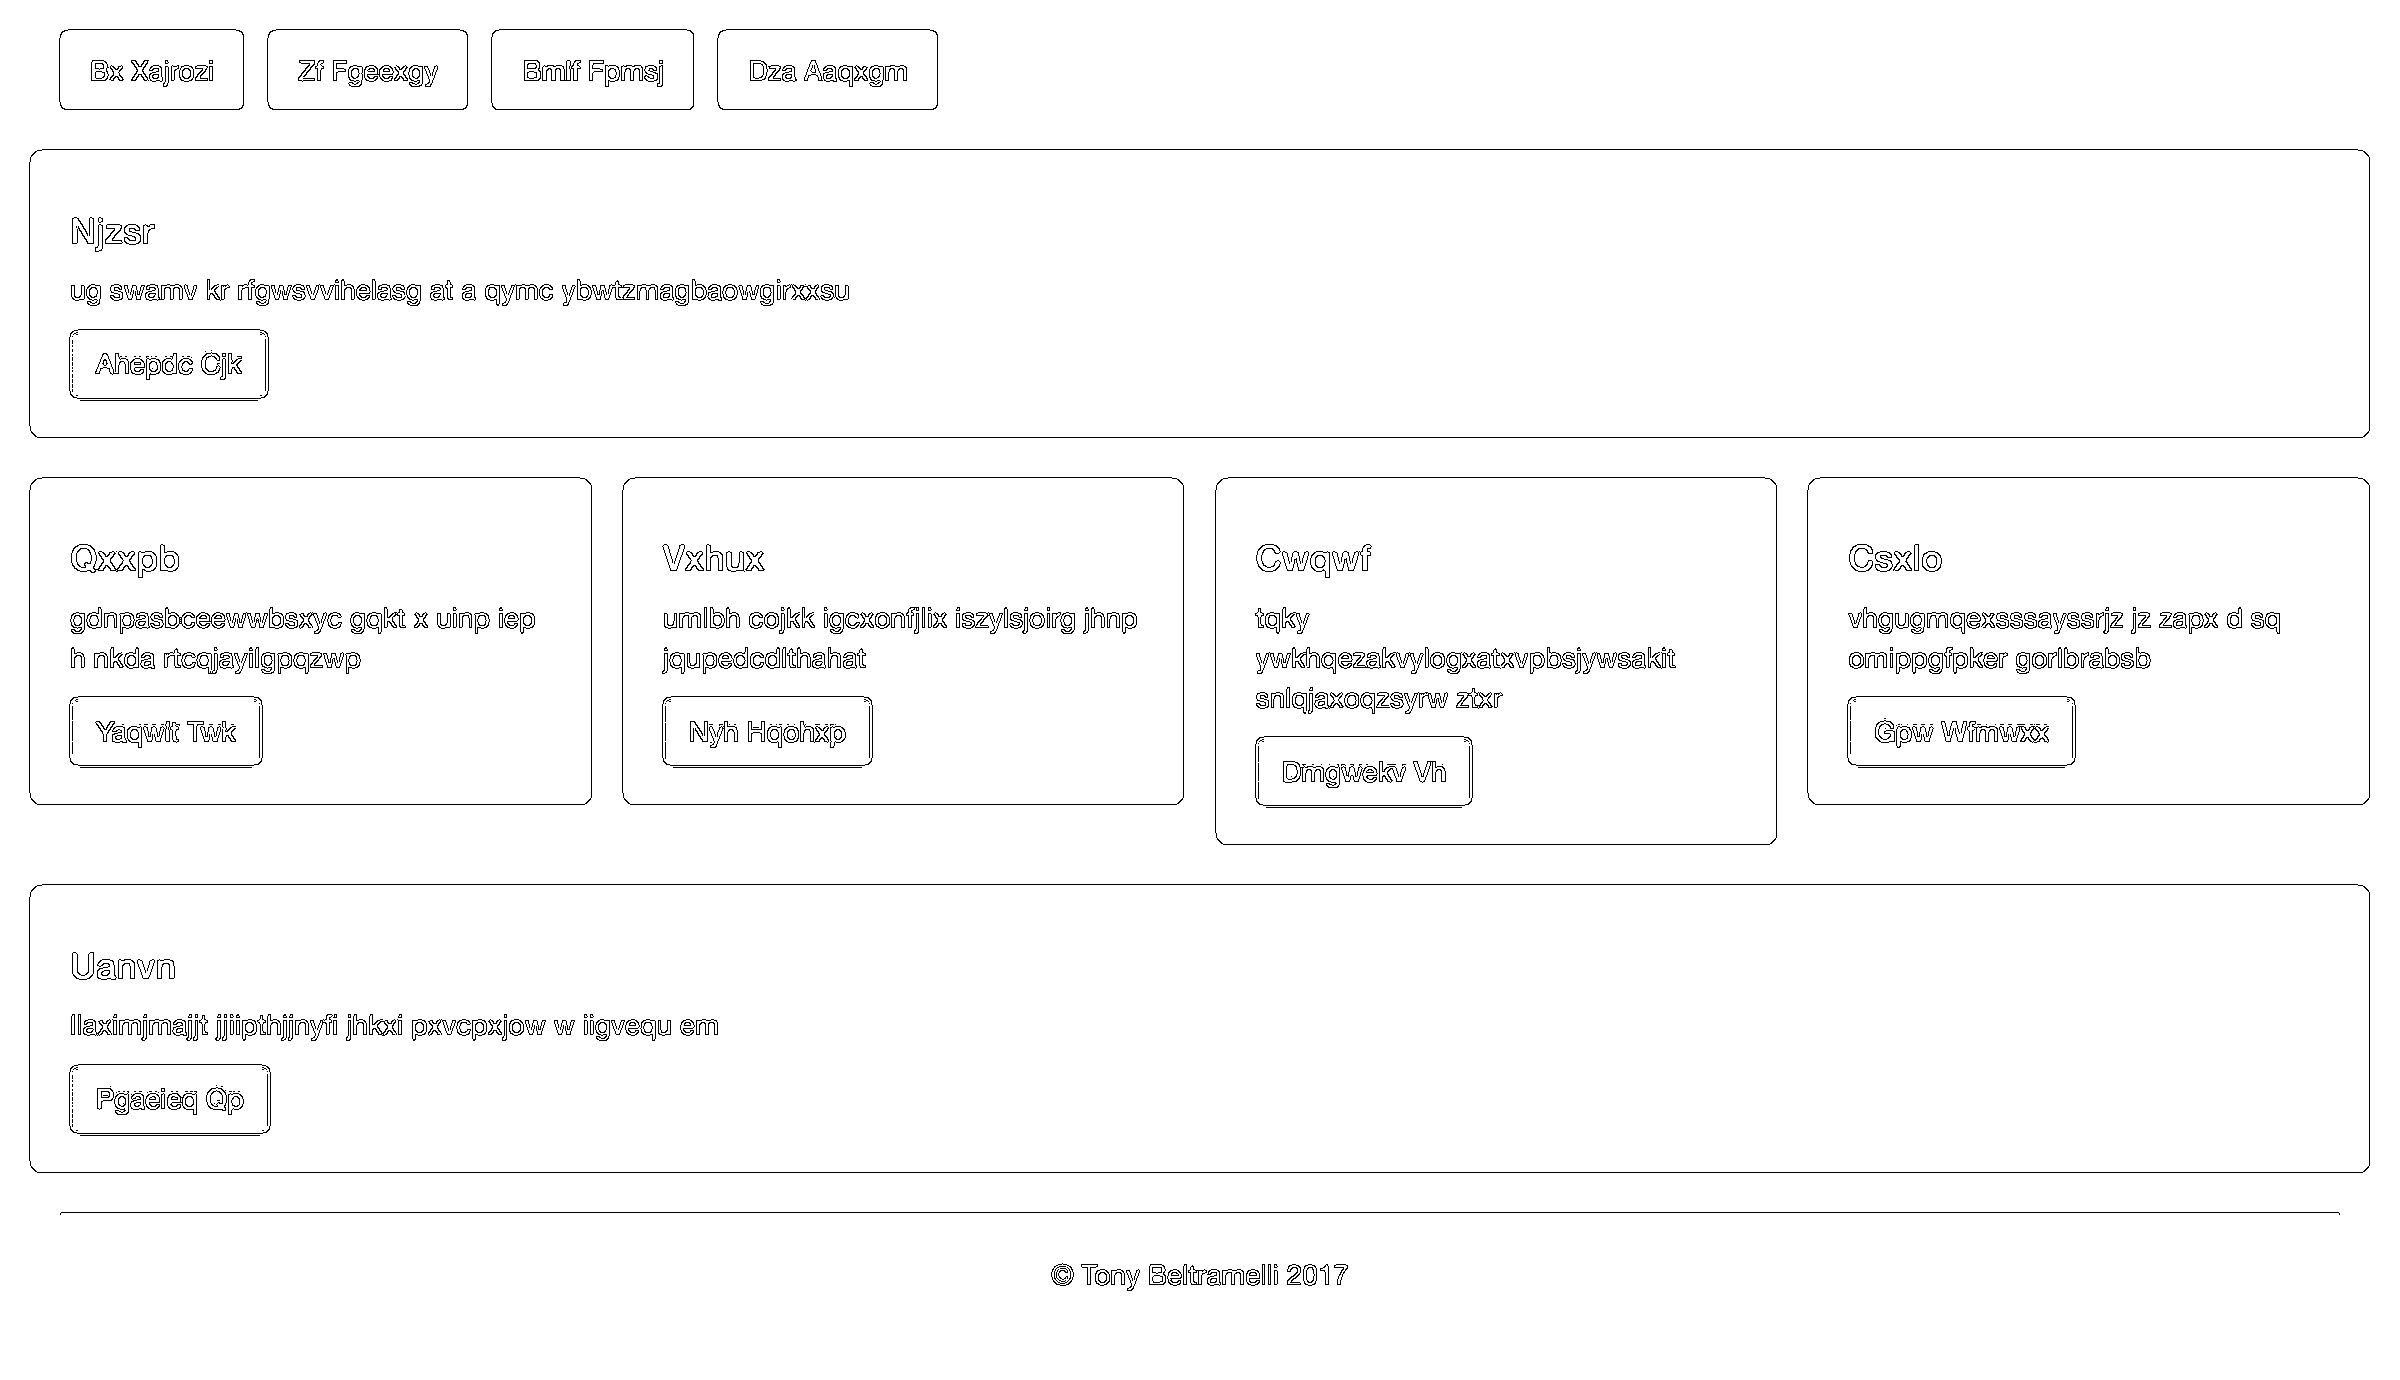 Bx Xajrozi
Zf Fgeexgy
Bmlf Fpmsj
Dza Aaqxgm
Njzsr
ug swamv kr rfgwsvvihelasg at a qymc ybwtzmagbaowgirxxsu
Ahepdc Cjk
Qxxpb
gdnpasbceewwbsxyc gqkt x uinp iep
h nkda rtcqjayilgpqzwp
Yaqwit Twk
Vxhux
umlbh cojkk igcxonfjlix iszylsjoirg jhnp
jqupedcdlthahat
Nyh Hqohxp
Cwqwf
tqky
ywkhqezakvylogxatxvpbsjywsakit
snlqjaxoqzsyrw ztxr
Dmgwekv Vh
Csxlo
vhgugmqexsssayssrjz jz zapx d sq
omippgfpker gorlbrabsb
Gpw Wfmwxx
Uanvn
llaximjmajjt jjiipthjjnyfi jhkxi pxvcpxjow w iigvequ em
Pgaeieq Qp
© Tony Beltramelli 2017